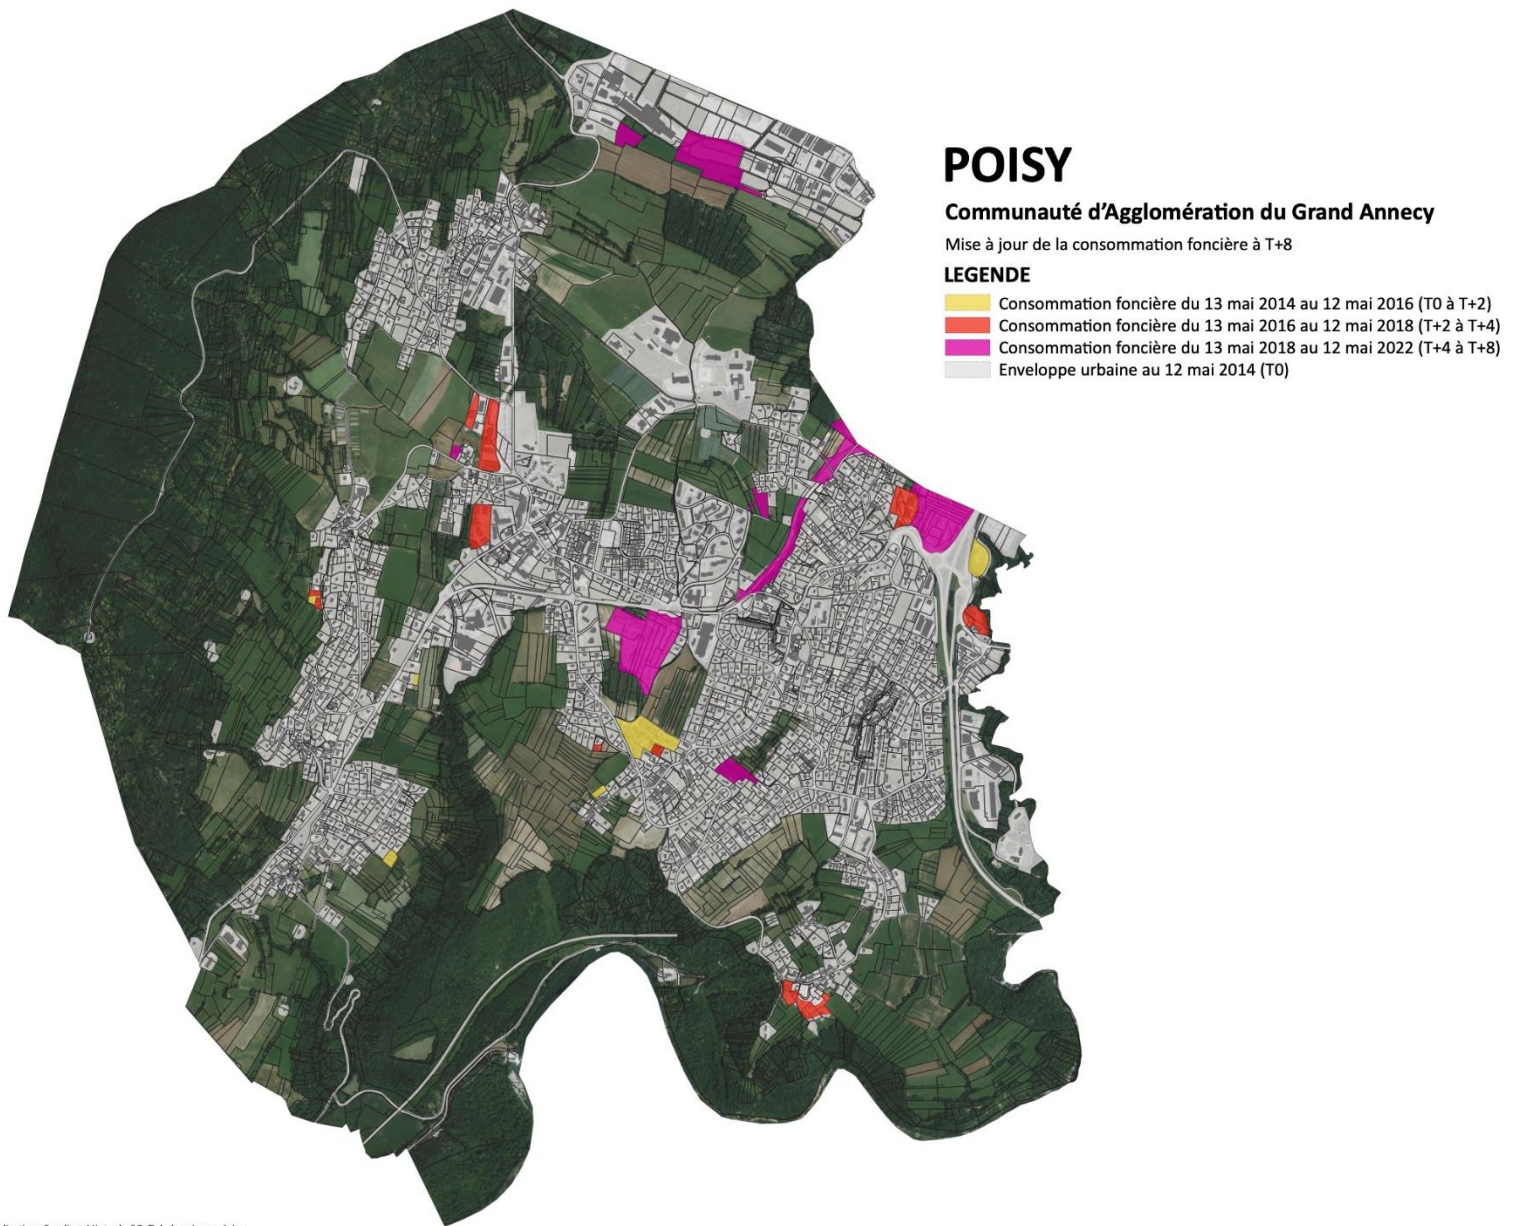 POISY
Communauté d'Agglomération du Grand Annecy
Mise à jour de la consommation foncière à T+8
LEGENDE
Consommation foncière du 13 mai 2014 au 12 mai 2016 (T0 à T+2)
Consommation foncière du 13 mai 2016 au 12 mai 2018 (T+2 à T+4)
Consommation foncière du 13 mai 2018 au 12 mai 2022 (T+4 à T+8)
Enveloppe urbaine au 12 mai 2014 (T0)